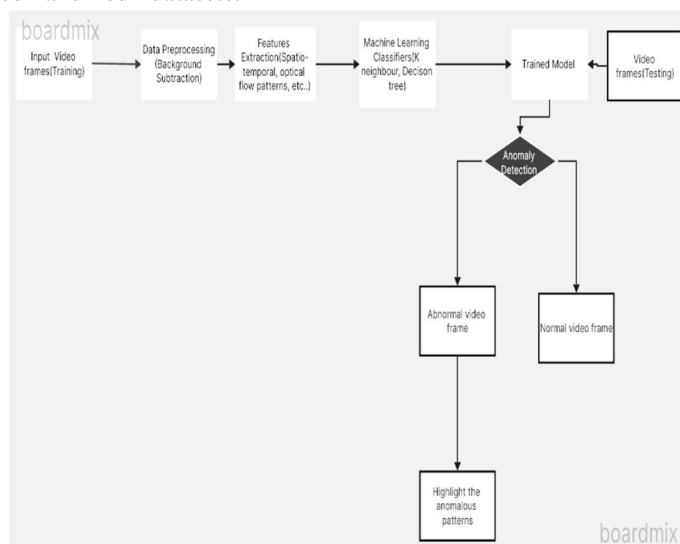 boardmix
Input Video
frames(Training)
Data Preprocessing
(Background
Subtraction)
Features
Extraction(Spatio-
temporal, optical
flow patterns, etc..)
Machine Learning
Classifiers(K
neighbour, Decison
tree)
Trained Model
Video
frames(Testing)
Anomaly
Detection
Abnormal video
frame
Normal video frame
Highlight the
anomalous
patterns
boardmix